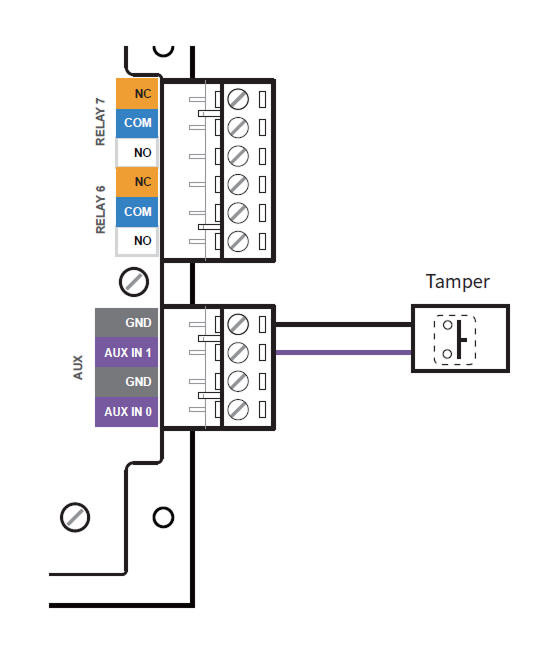 RELAY 7
NC
COM
NO
RELAY 6
NC
COM
NO
Tamper
AUX
GND
AUX IN 1
GND
AUX IN 0